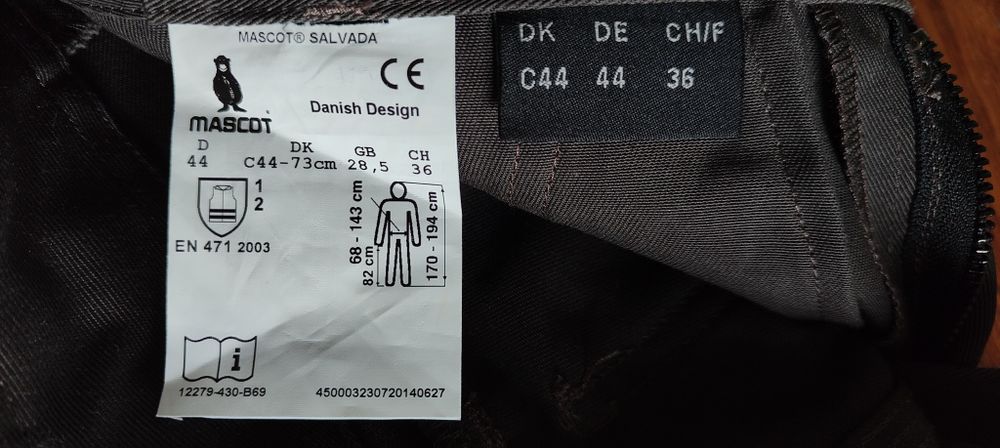 MASCOT® SALVADA
CE
Danish Design
MASCOT
D DK GB CH
44 C44-73cm 28,5 36
1
2
EN 471 2003
68 - 143 cm
82 cm
170 - 194 cm
i
12279-430-B69
450003230720140627
DK DE CH/F
C44 44 36